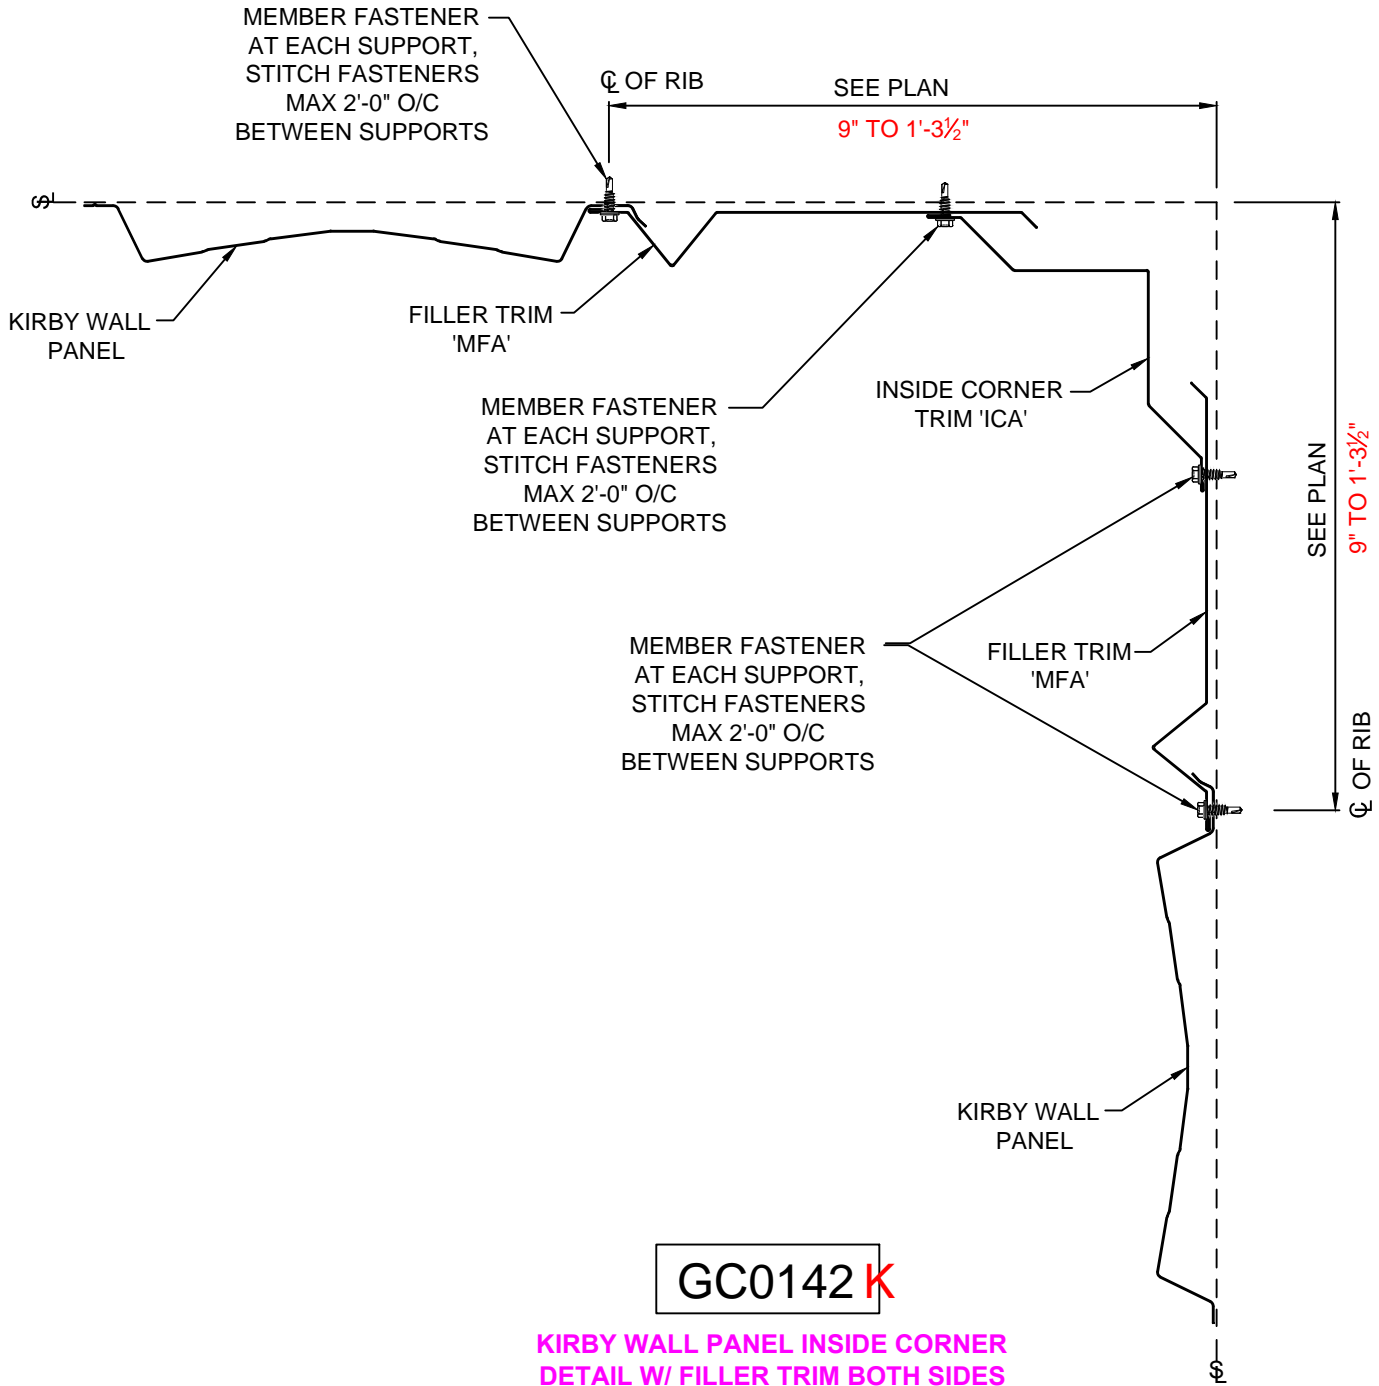 MEMBER FASTENER
AT EACH SUPPORT,
STITCH FASTENERS
MAX 2'-0" O/C
BETWEEN SUPPORTS
℄ OF RIB
SEE PLAN
9" TO 1'-3½"
SL
KIRBY WALL
PANEL
FILLER TRIM
'MFA'
MEMBER FASTENER
AT EACH SUPPORT,
STITCH FASTENERS
MAX 2'-0" O/C
BETWEEN SUPPORTS
INSIDE CORNER
TRIM 'ICA'
SEE PLAN
9" TO 1'-3½"
MEMBER FASTENER
AT EACH SUPPORT,
STITCH FASTENERS
MAX 2'-0" O/C
BETWEEN SUPPORTS
FILLER TRIM
'MFA'
℄ OF RIB
KIRBY WALL
PANEL
GC0142 K
KIRBY WALL PANEL INSIDE CORNER
DETAIL W/ FILLER TRIM BOTH SIDES
SL